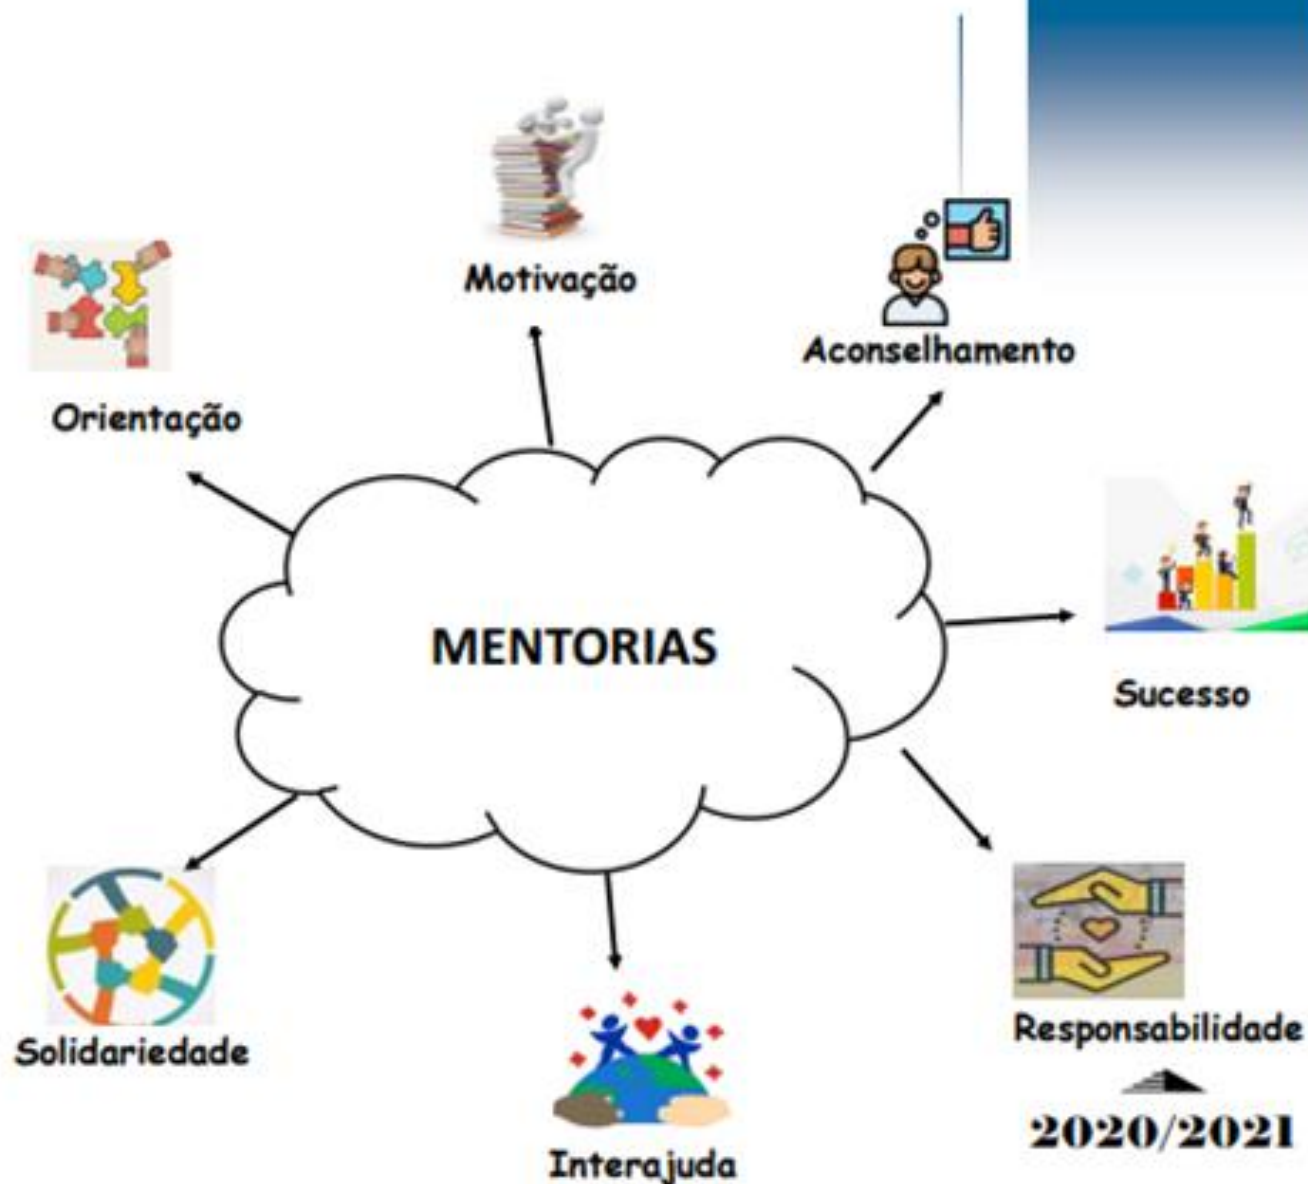 Motivação
Aconselhamento
Orientação
MENTORIAS
Sucesso
Responsabilidade
Solidariedade
2020/2021
Interajuda